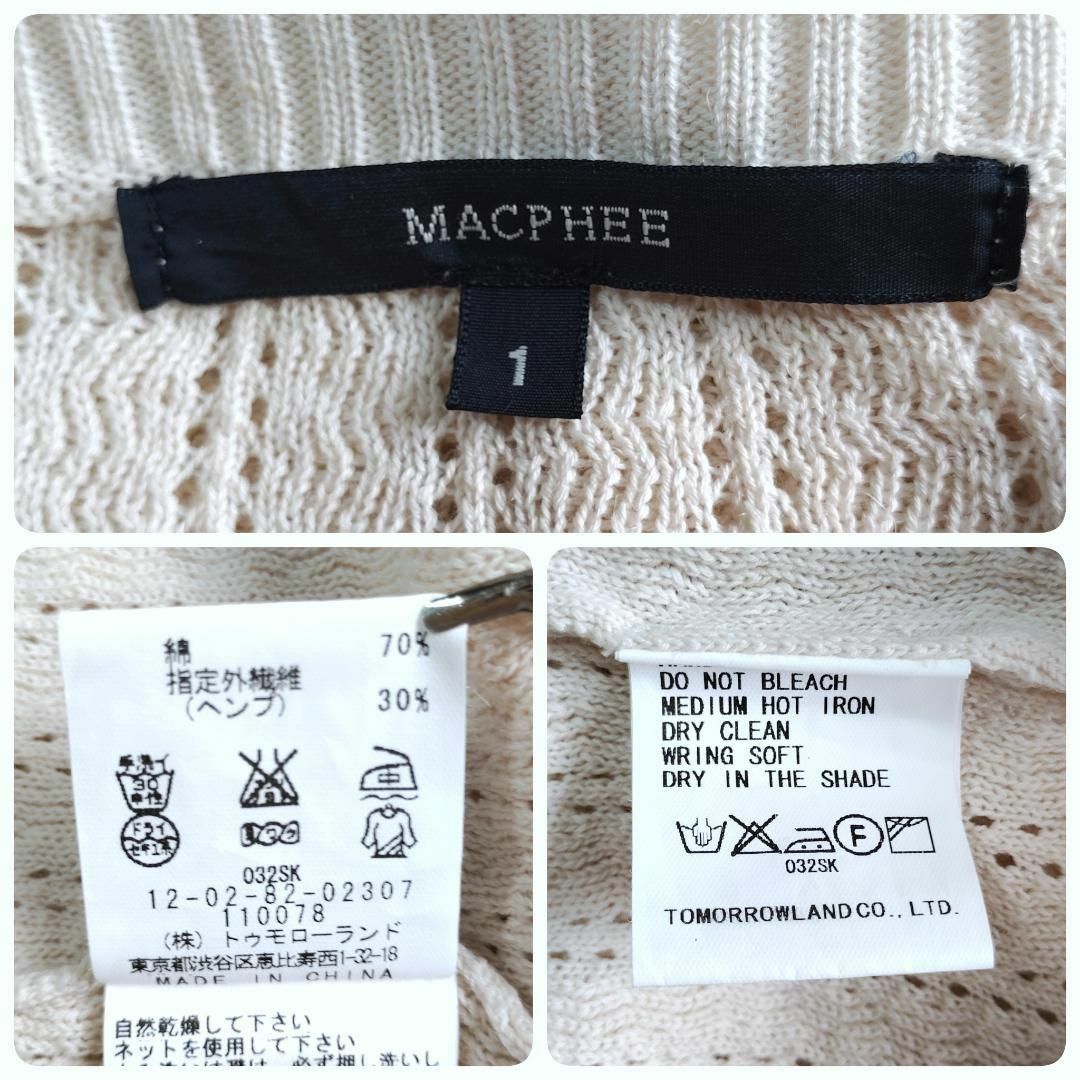 MACPHEE
1
綿 70%
指定外繊維
(ヘンプ) 30%
手洗イ
30
中性
中
ドライ
セキユ系
ヨワク
032SK
12-02-82-02307
110078
(株) トゥモローランド
東京都渋谷区恵比寿西1-32-18
MADE IN CHINA
自然乾燥して下さい
ネットを使用して下さい
DO NOT BLEACH
MEDIUM HOT IRON
DRY CLEAN
WRING SOFT
DRY IN THE SHADE
F
032SK
TOMORROWLAND CO., LTD.